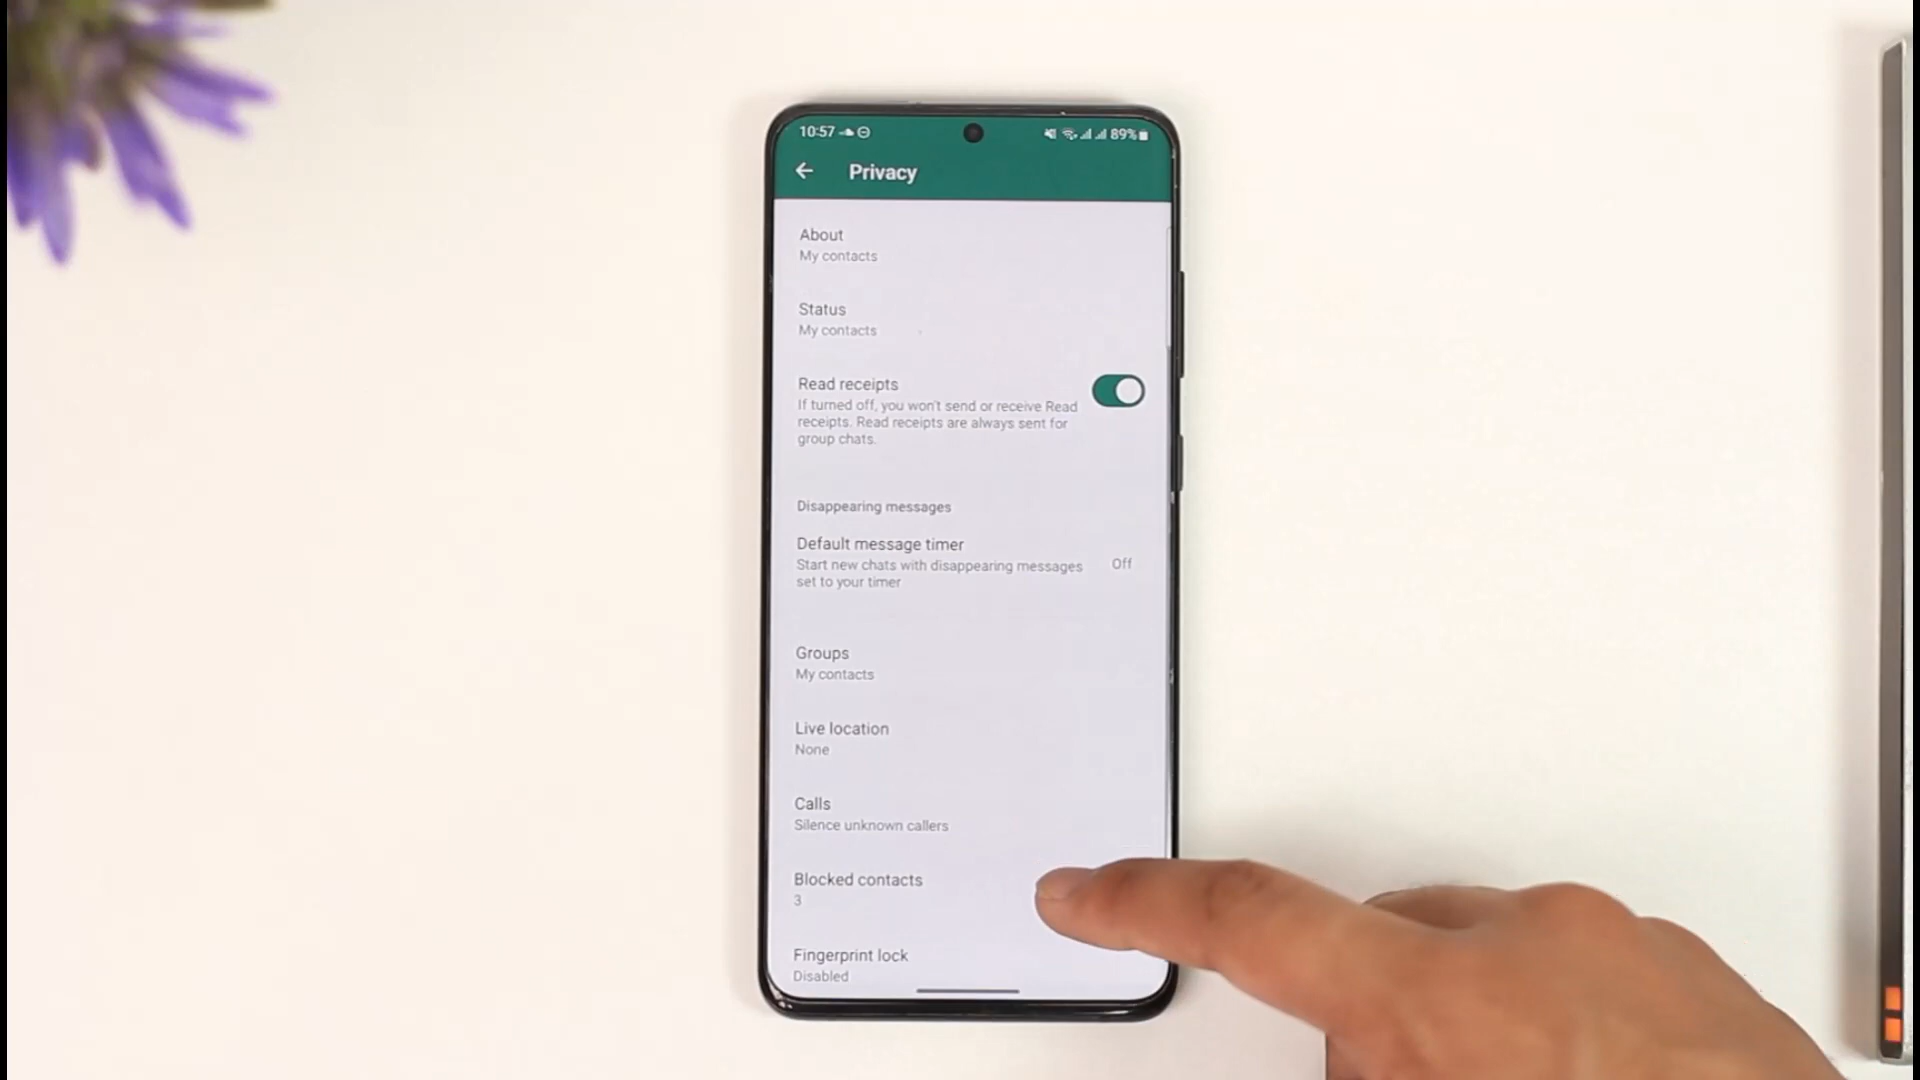 10:57
89%
Privacy
About
My contacts
Status
My contacts
Read receipts
If turned off, you won't send or receive Read
receipts. Read receipts are always sent for
group chats.
Disappearing messages
Default message timer
Start new chats with disappearing messages
set to your timer
Off
Groups
My contacts
Live location
None
Calls
Silence unknown callers
Blocked contacts
3
Fingerprint lock
Disabled